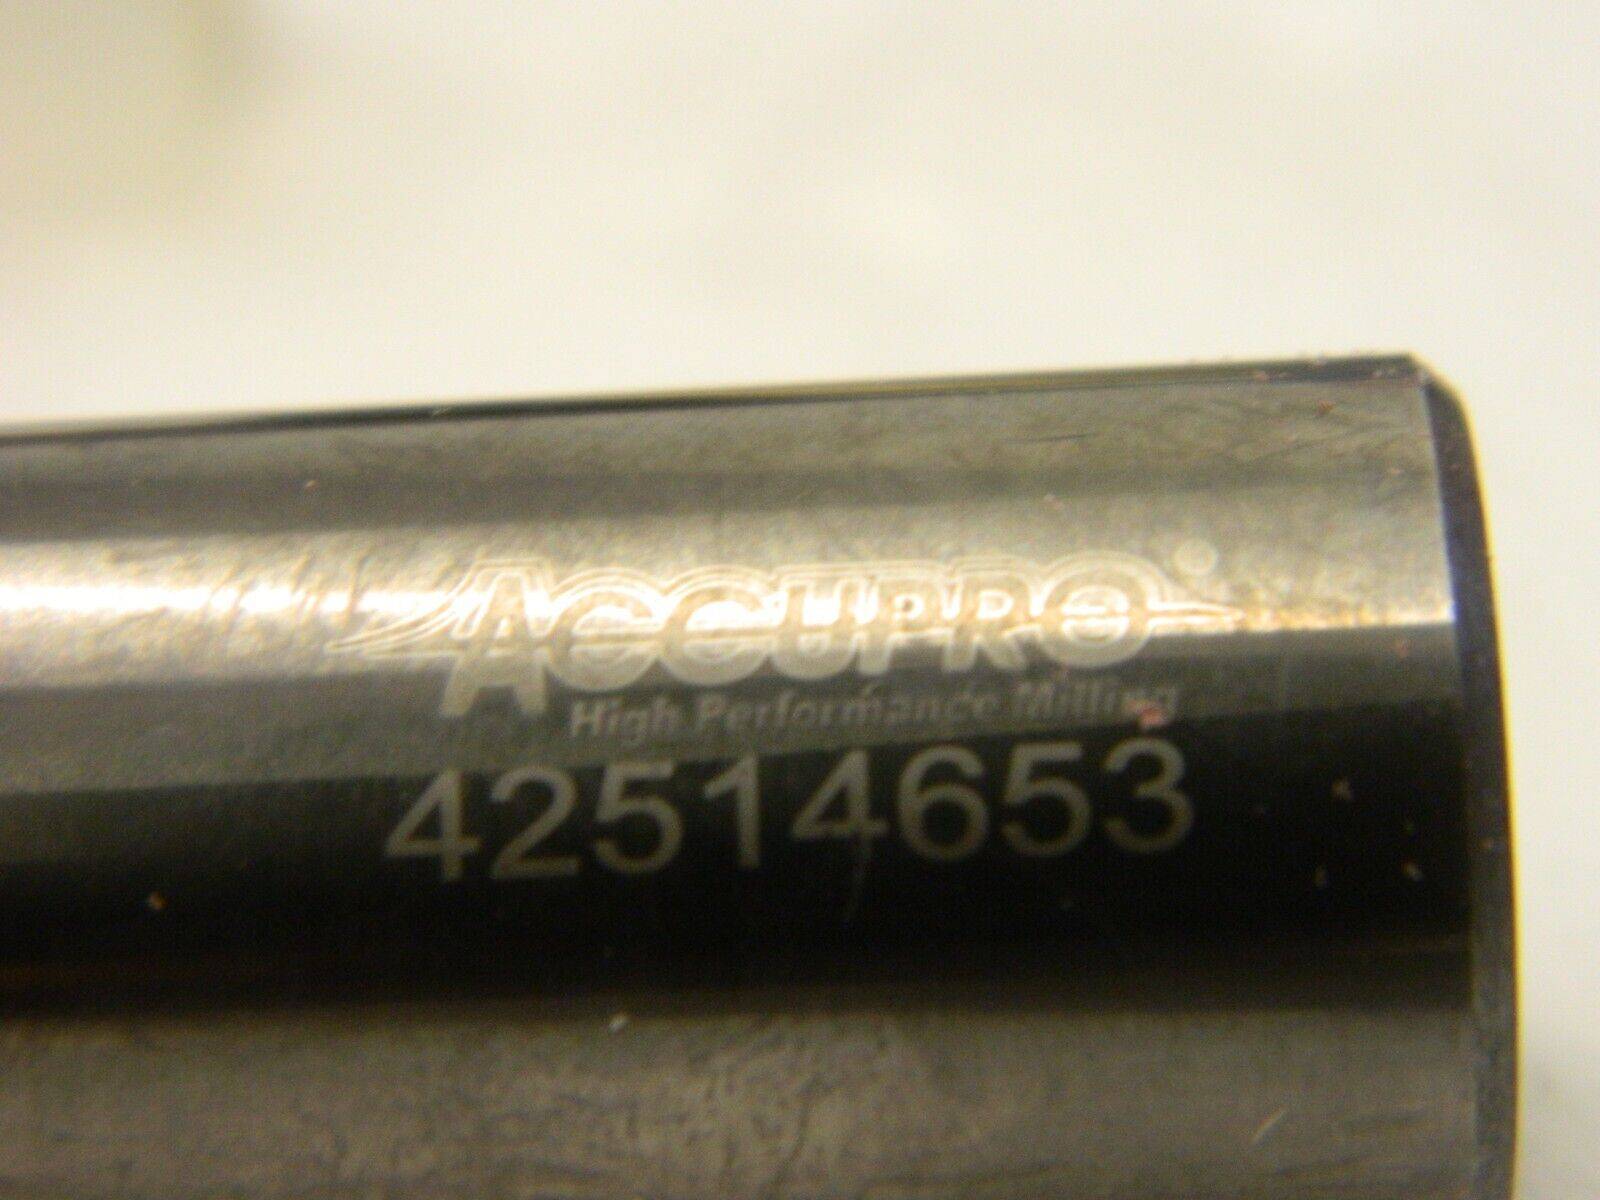 ACCUPRO
High Performance Milling
42514653